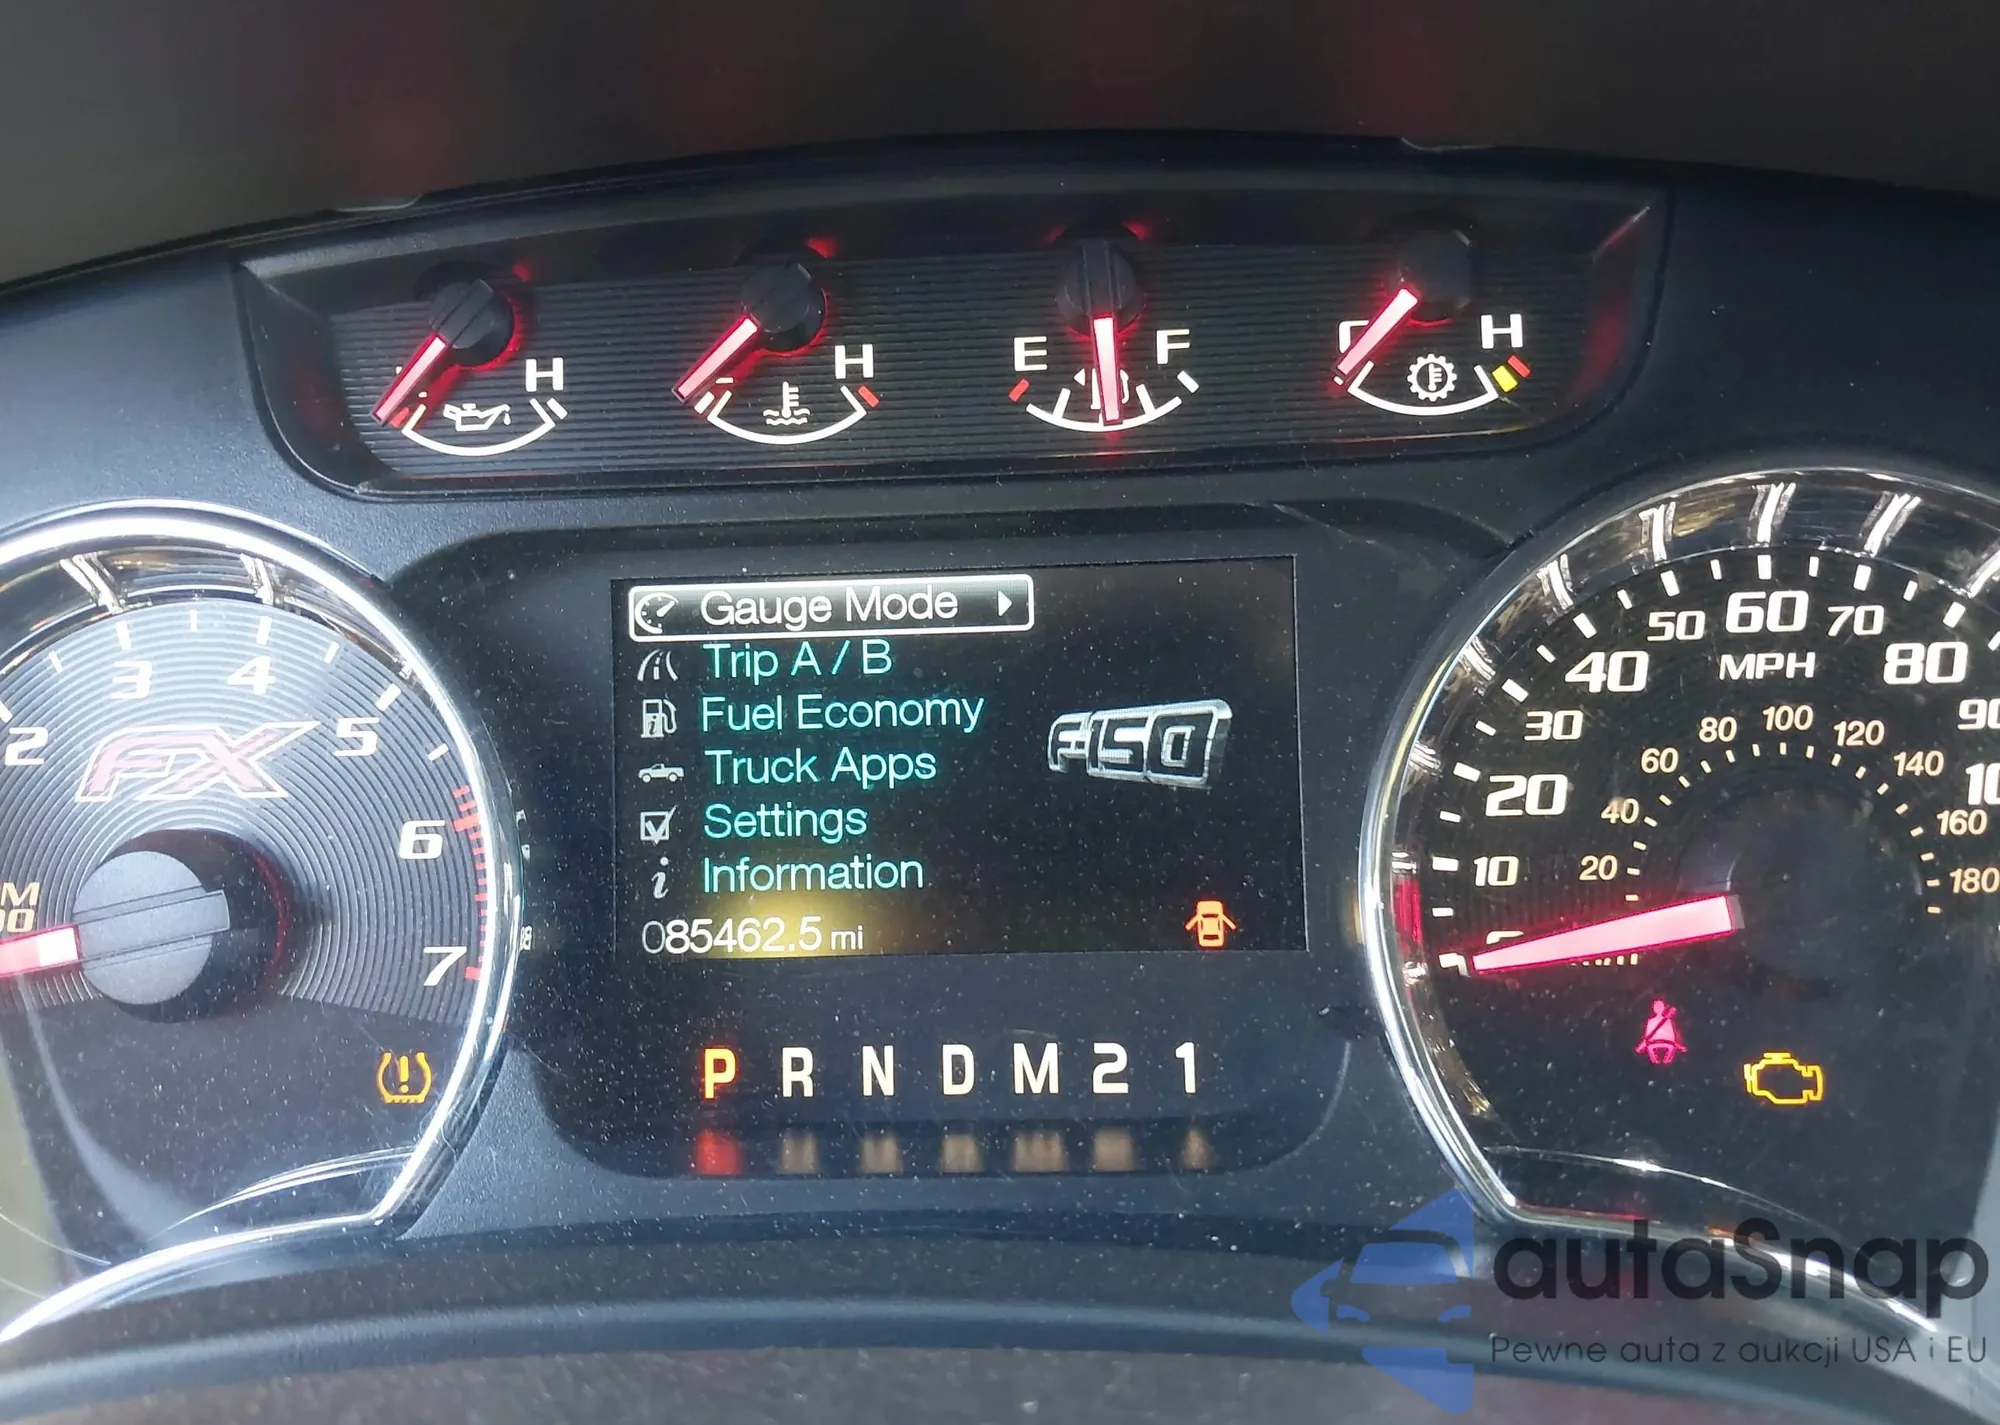 H
H
E F
H
Gauge Mode
Trip A / B
Fuel Economy
Truck Apps
Settings
Information
085462.5 mi
F150
P R N D M 2 1
2 3 4 5 6 7
FX
10 20 30 40 50 60 70 80
MPH
20 40 60 80 100 120 140 160 180
autaSnap
Pewne auta z aukcji USA i EU